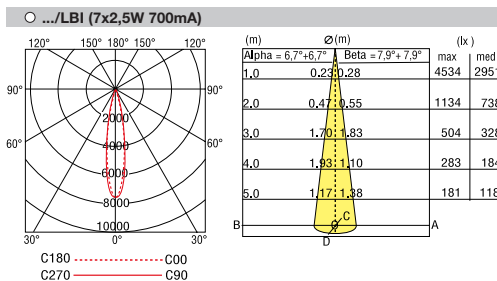 .../LBI (7x2,5W 700mA)
120° 150° 180° 150° 120°
90° 90°
60° 60°
30° 0° 30°
2000
4000
6000
8000
10000
C180 C00
C270 C90
(m) Ø(m) (lx)
Alpha = 6,7°+6,7° Beta = 7,9°+ 7,9° max med
1.0 0.23 0.28 4534 2951
2.0 0.47 0.55 1134 738
3.0 1.70 1.83 504 328
4.0 1.93 1.10 283 184
5.0 1.17 1.38 181 118
C
B A
D